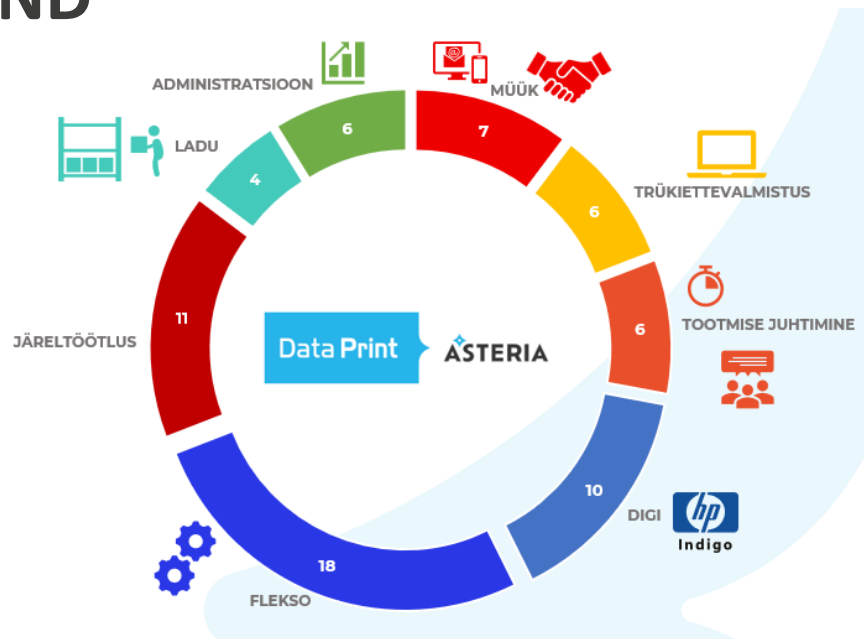 ND
ADMINISTRATSIOON
MÜÜK
LADU
6
7
4
6
TRÜKIETTEVALMISTUS
11
6
TOOTMISE JUHTIMINE
JÄRELTÖÖTLUS
Data Print
ASTERIA
10
DIGI
hp
Indigo
18
FLEKSO